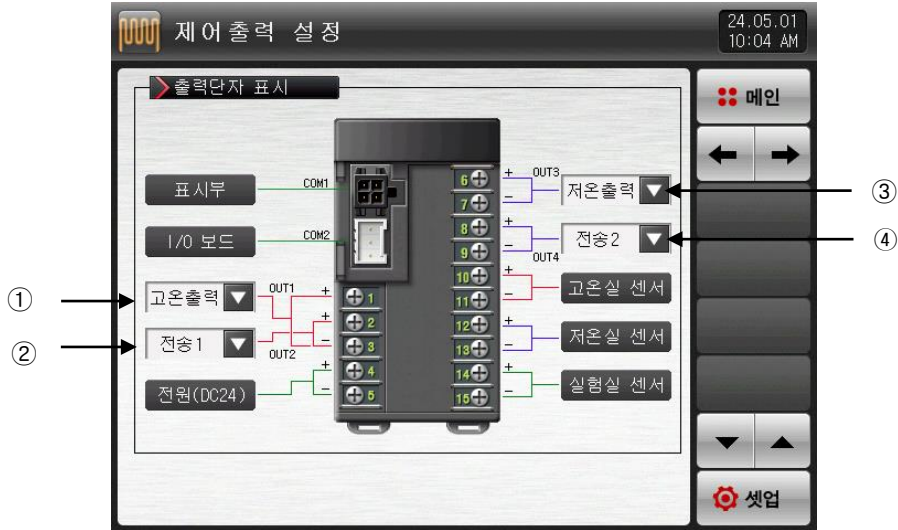 제어출력 설정
24.05.01
10:04 AM
출력단자 표시
메인
표시부
COM1
I/O 보드
COM2
① 고온출력
OUT1
+
② 전송1
OUT2
+
-
전원(DC24)
+
-
1
2
3
4
5
6
7
8
9
10
11
12
13
14
15
+ OUT3
-
저온출력 ③
+
-
OUT4
전송2 ④
+
-
고온실 센서
+
-
저온실 센서
+
-
실험실 센서
셋업